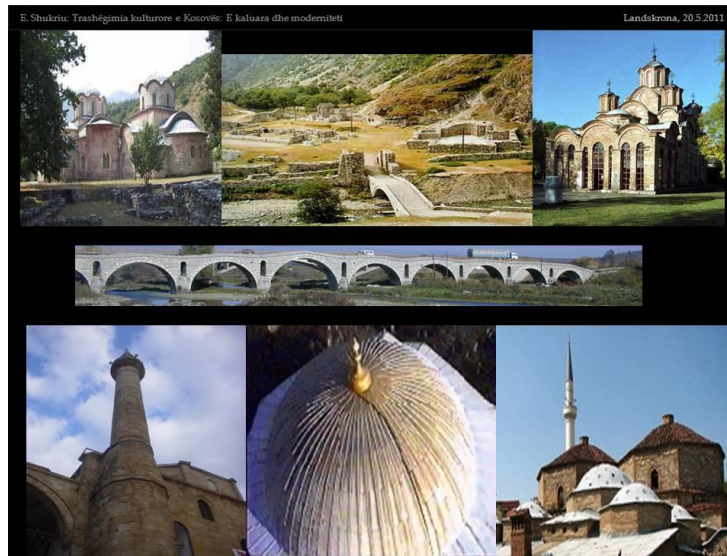 E. Shukriu: Trashëgimia kulturore e Kosovës: E kaluara dhe moderniteti
Landskrona, 20.5.2011